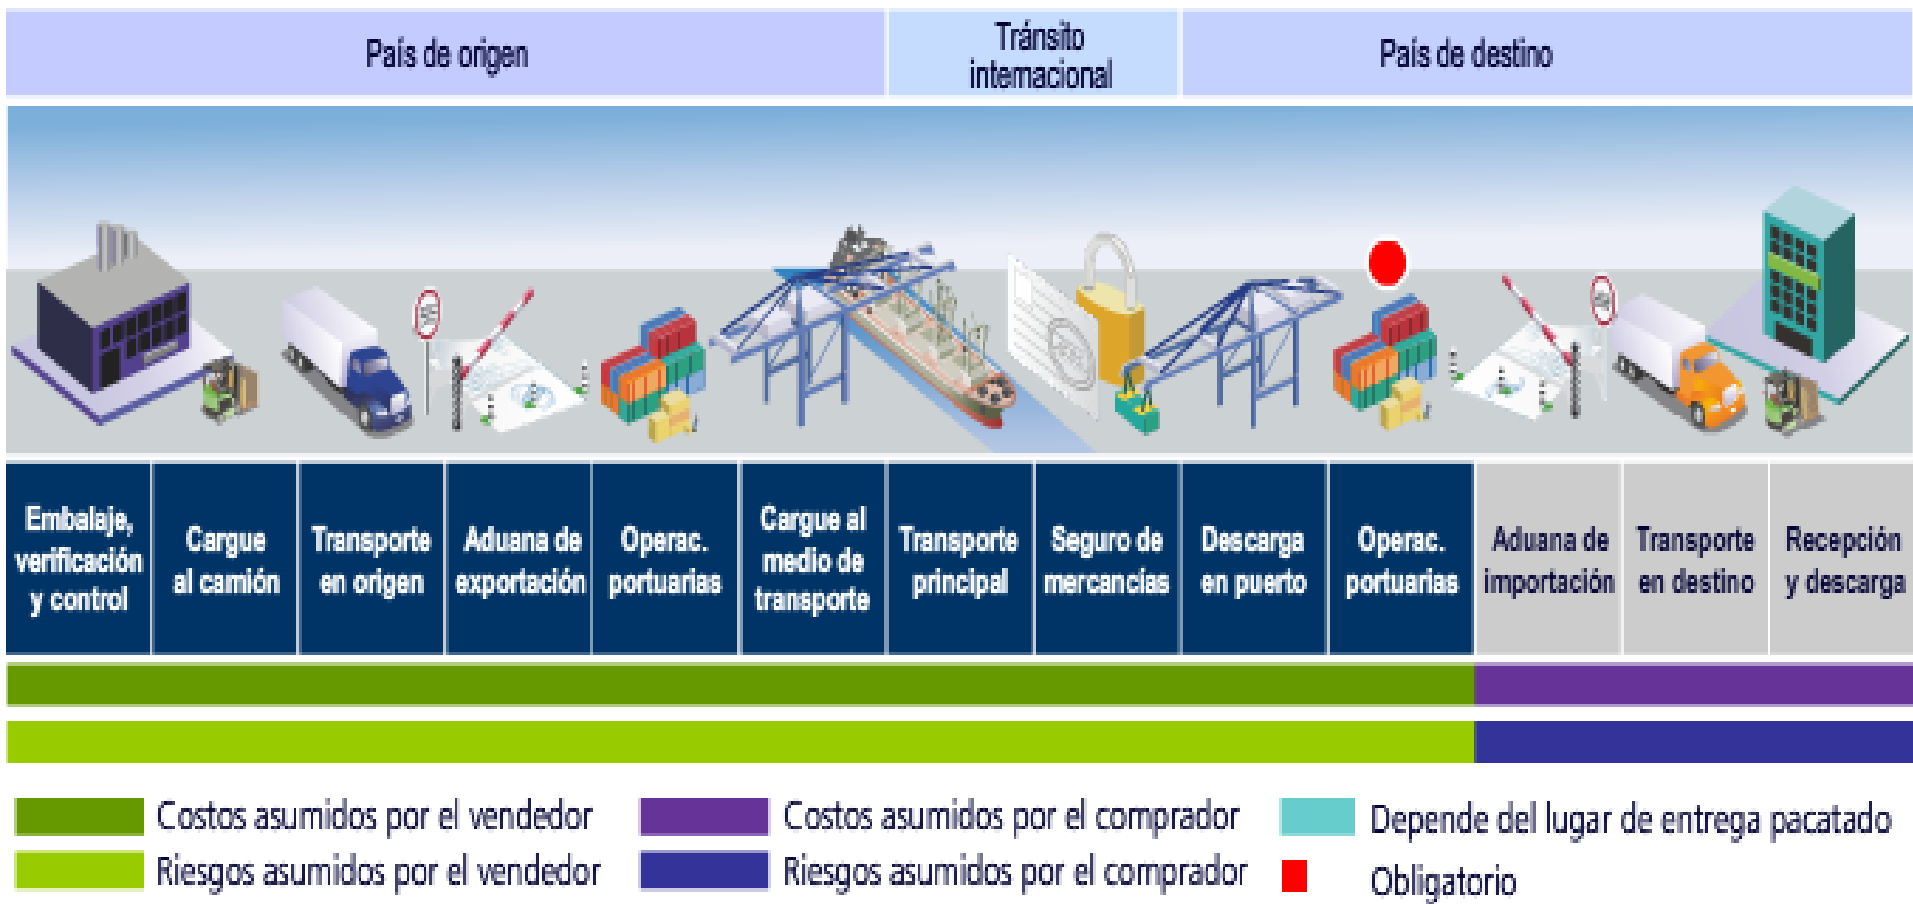 País de origen
Tránsito
internacional
País de destino
Embalaje,
verificación
y control
Cargue
al camión
Transporte
en origen
Aduana de
exportación
Operac.
portuarias
Cargue al
medio de
transporte
Transporte
principal
Seguro de
mercancías
Descarga
en puerto
Operac.
portuarias
Aduana de
importación
Transporte
en destino
Recepción
y descarga
Costos asumidos por el vendedor
Costos asumidos por el comprador
Depende del lugar de entrega pacatado
Riesgos asumidos por el vendedor
Riesgos asumidos por el comprador
Obligatorio